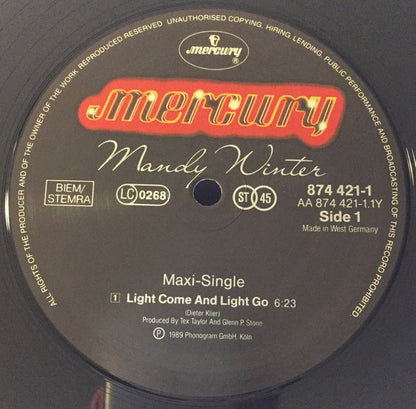 ALL RIGHTS OF THE PRODUCER AND OF THE OWNER OF THE WORK REPRODUCED RESERVED UNAUTHORISED COPYING, HIRING, LENDING, PUBLIC PERFORMANCE AND BROADCASTING OF THIS RECORD PROHIBITED
mercury
®
mercury
Mandy Winter
BIEM/
STEMRA
LC 0268
ST 45
874 421-1
AA 874 421-1.1Y
Side 1
Made in West Germany
Maxi-Single
1 Light Come And Light Go 6:23
(Dieter Klier)
Produced By Tex Taylor and Glenn P. Stone
℗ 1989 Phonogram GmbH, Köln